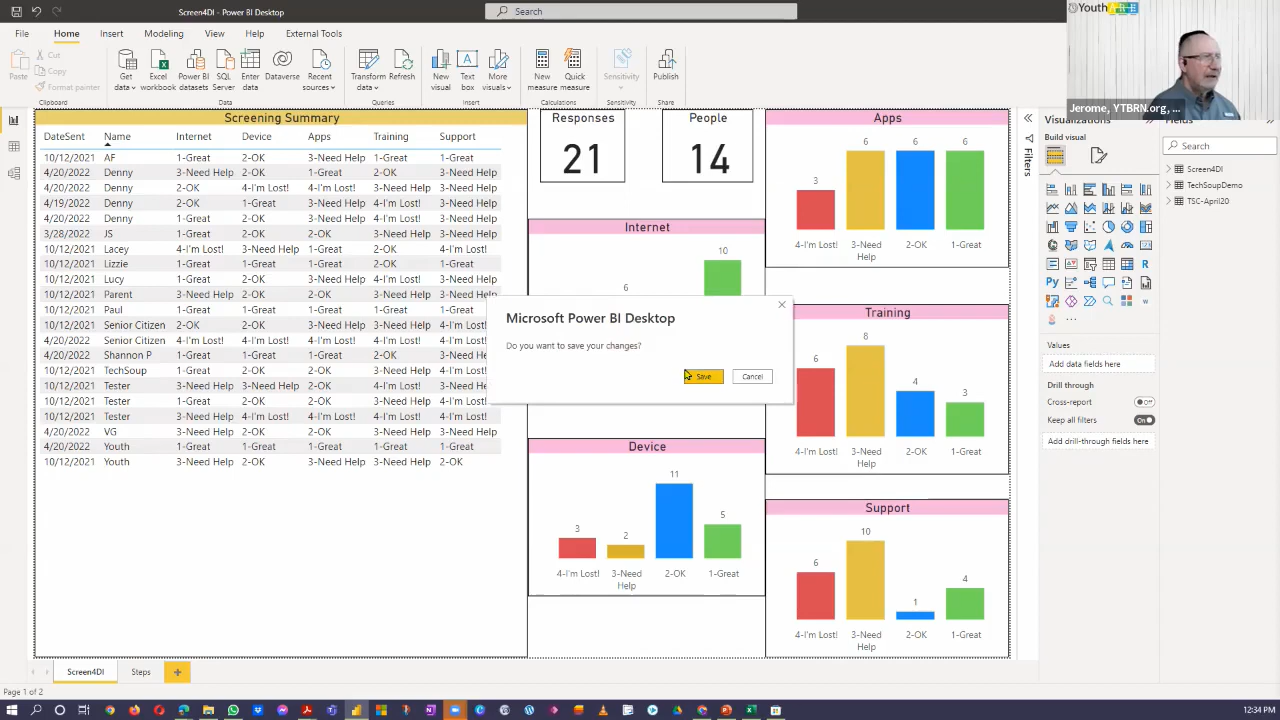 Screen4DI - Power BI Desktop
Search
Youth
File
Home
Insert
Modeling
View
Help
External Tools
Cut
Copy
Format painter
Paste
Get data
Excel workbook
Power BI datasets
SQL Server
Enter data
Dataverse
Recent sources
Transform data
Refresh
New visual
Text box
More visuals
New measure
Quick measure
Sensitivity
Publish
Clipboard
Data
Queries
Insert
Calculations
Sensitivity
Share
Jerome, YTBRN.org, ...
Screening Summary
DateSent Name Internet Device Apps Training Support
10/12/2021 AF 1-Great 2-OK 3-Need Help 1-Great 1-Great
4/20/2022 Denny 3-Need Help 1-Great 1-Great 2-OK 3-Need Help
4/20/2022 Denny 2-OK 4-I'm Lost! 4-I'm Lost! 3-Need Help 3-Need Help
4/19/2022 Denny 2-OK 1-Great 2-OK 3-Need Help 3-Need Help
4/20/2022 Denny 1-Great 2-OK 3-Need Help 3-Need Help 3-Need Help
3/28/2022 JS 1-Great 2-OK 2-OK 1-Great 1-Great
10/12/2021 Lacey 4-I'm Lost! 3-Need Help 1-Great 2-OK 4-I'm Lost!
10/12/2021 Lizzie 1-Great 1-Great 1-Great 2-OK 1-Great
10/12/2021 Lucy 1-Great 2-OK 3-Need Help 4-I'm Lost! 3-Need Help
10/12/2021 Parent 3-Need Help 2-OK 2-OK 3-Need Help 3-Need Help
10/12/2021 Paul 1-Great 1-Great 1-Great
10/12/2021 Senior Citizen 2-OK 2-OK 3-Need Help 3-Need Help 4-I'm
4/20/2022 Senior Citizen 4-I'm Lost! 4-I'm Lost! 4-I'm Lost! 4-I'm Lost! 4-I'm
4/20/2022 Shannon P 1-Great 1-Great 1-Great 2-OK 3-Need
4/20/2022 TechSoup 1-Great 2-OK 2-OK 3-Need Help 3-Need
10/12/2021 Tester 3-Need Help 3-Need Help 2-OK 4-I'm Lost! 3-Need
10/12/2021 Tester 1-Great 2-OK 2-OK 4-I'm Lost!
10/12/2021 Tester 3-Need Help 4-I'm Lost! 4-I'm Lost! 4-I'm Lost! 4-I'm Lost!
4/20/2022 VG 1-Great 2-OK 2-OK 3-Need Help 3-Need Help
4/20/2022 Youth 1-Great 1-Great 1-Great 1-Great 1-Great
10/12/2021 Youth 3-Need Help 2-OK 3-Need Help 3-Need Help 2-OK
Responses
21
People
14
Internet
10
6
Microsoft Power BI Desktop
Do you want to save your changes?
Save
Cancel
Device
3
2
11
5
4-I'm Lost!
3-Need Help
2-OK
1-Great
Apps
3
6
6
6
4-I'm Lost!
3-Need Help
2-OK
1-Great
Training
6
8
4
3
4-I'm Lost!
3-Need Help
2-OK
1-Great
Support
6
10
1
4
4-I'm Lost!
3-Need Help
2-OK
1-Great
Filters
Visualizations
Build visual
Values
Add data fields here
Drill through
Cross-report
Off
Keep all filters
On
Add drill-through fields here
Fields
Search
Screen4DI
TechSoupDemo
TSC-April20
Screen4DI
Steps
Page 1 of 2
12:34 PM